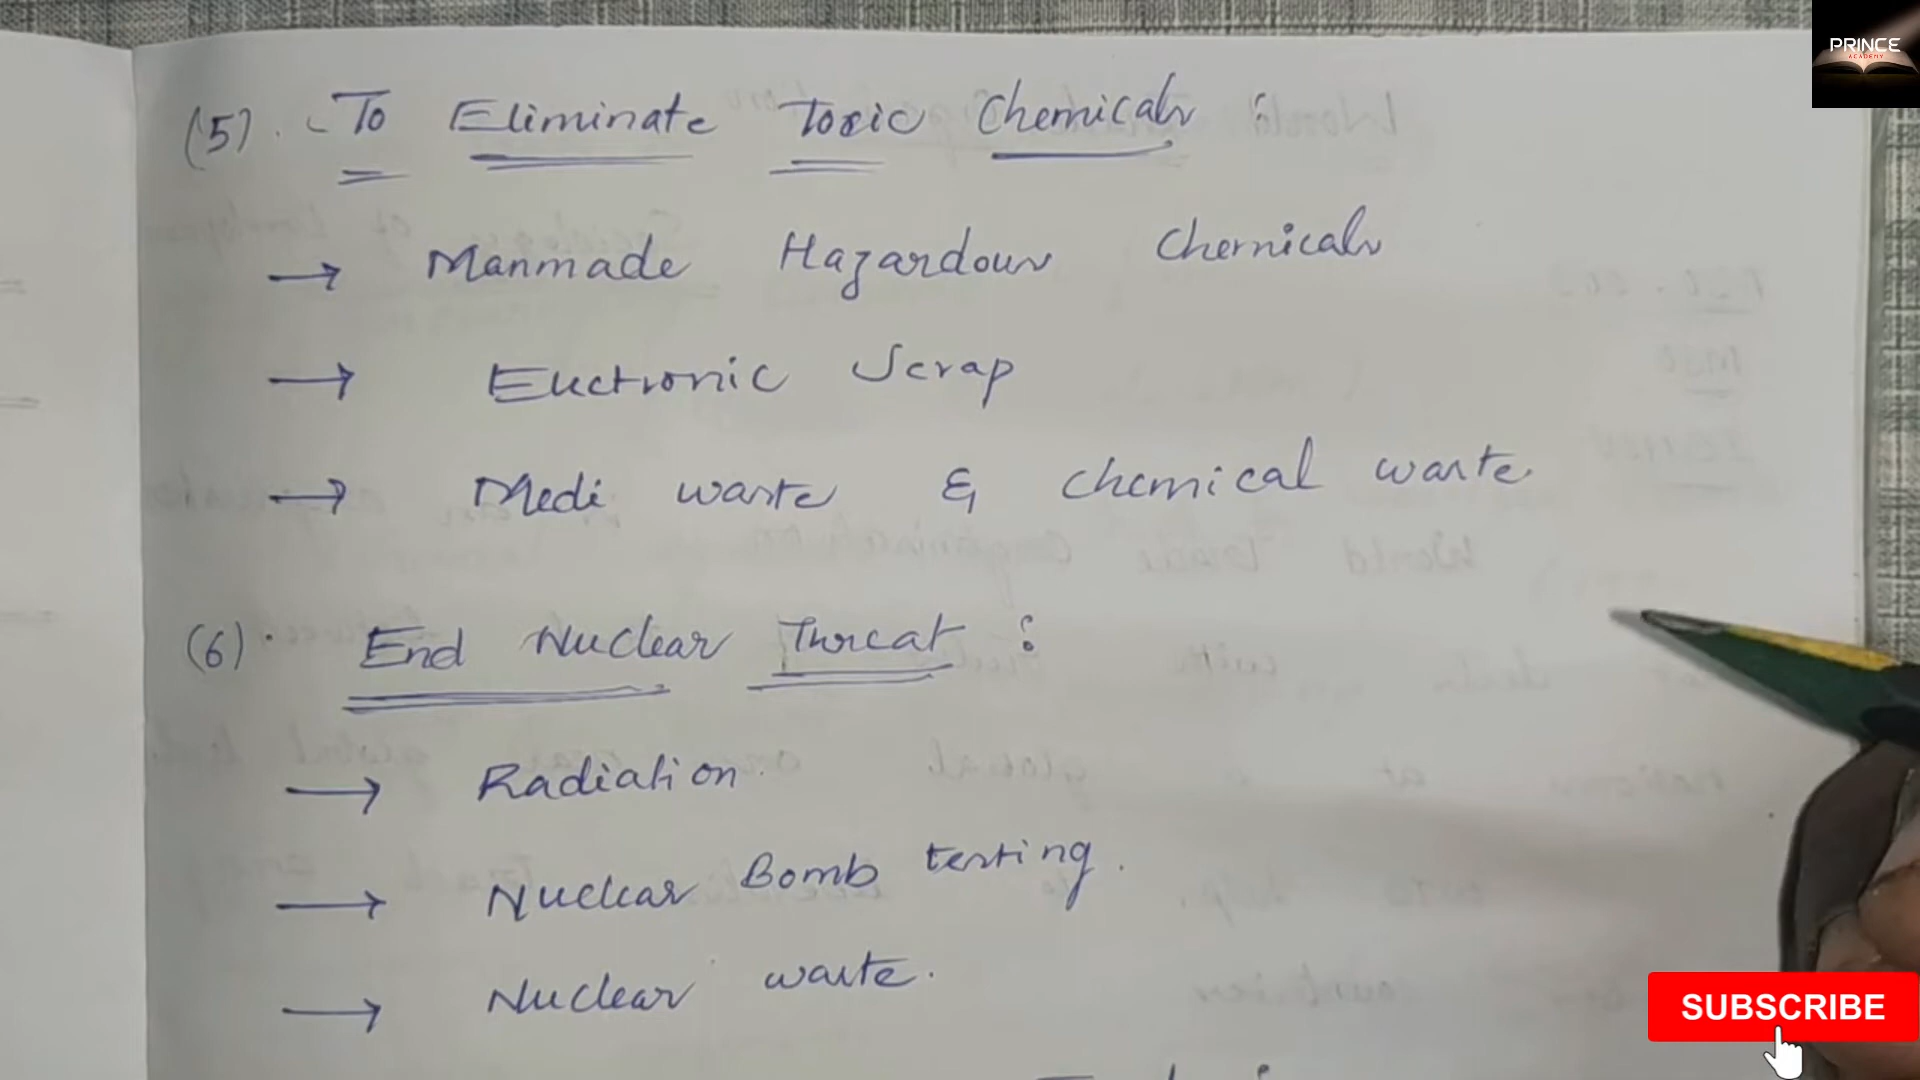 PRINCE
ACADEMY
(5). To Eliminate Toxic Chemicals :
→ Manmade Hazardous Chemicals
→ Electronic Scrap
→ Medi waste & chemical waste
(6). End Nuclear Threat :
→ Radiation.
→ Nuclear Bomb testing.
→ Nuclear waste.
SUBSCRIBE